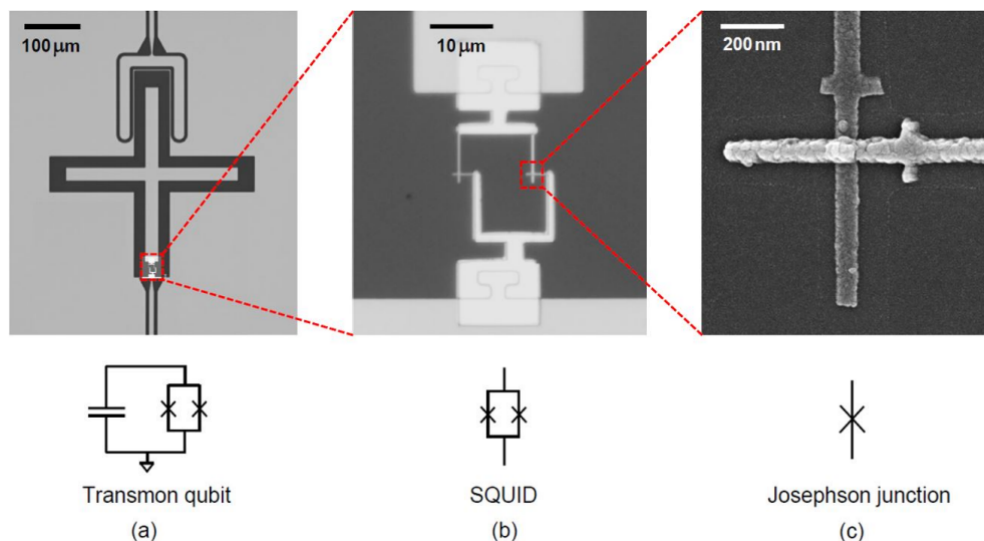 100 μm
10 μm
200 nm
Transmon qubit
SQUID
Josephson junction
(a)
(b)
(c)